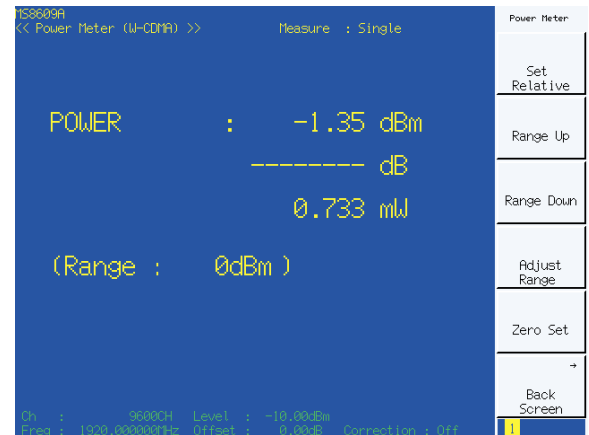 MS8609A
<< Power Meter (W-CDMA) >> Measure : Single
POWER : -1.35 dBm
-------- dB
0.733 mW
(Range : 0dBm )
Ch : 9600CH Level : -10.00dBm
Freq : 1920.000000MHz Offset : 0.00dB Correction : Off
Power Meter
Set
Relative
Range Up
Range Down
Adjust
Range
Zero Set
→
Back
Screen
1